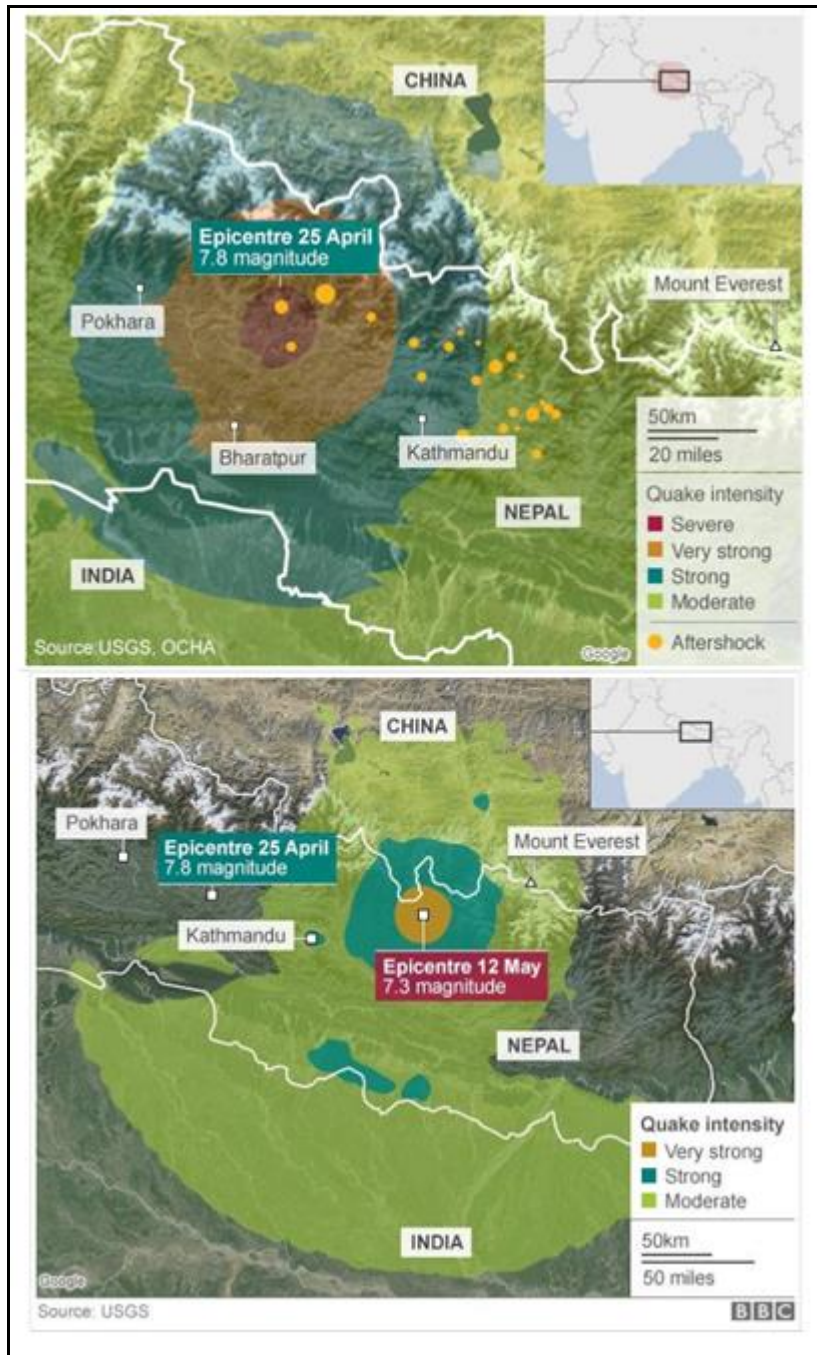 CHINA
Epicentre 25 April
7.8 magnitude
Mount Everest
Pokhara
Bharatpur
Kathmandu
NEPAL
INDIA
50km
20 miles
Quake intensity
Severe
Very strong
Strong
Moderate
Aftershock
Source:USGS, OCHA
Google
CHINA
Pokhara
Epicentre 25 April
7.8 magnitude
Mount Everest
Kathmandu
Epicentre 12 May
7.3 magnitude
NEPAL
INDIA
Quake intensity
Very strong
Strong
Moderate
50km
50 miles
Google
Source: USGS
BBC